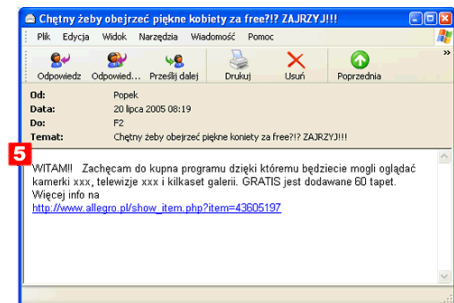 Chętny żeby obejrzeć piękne kobiety za free?!? ZAJRZYJ!!!
Plik Edycja Widok Narzędzia Wiadomość Pomoc
Odpowiedz Odpowied... Prześlij dalej Drukuj Usuń Poprzednia »
Od: Popek
Data: 20 lipca 2005 08:19
Do: F2
Temat: Chętny żeby obejrzeć piękne koniety za free?!? ZAJRZYJ!!!
5
WITAM!! Zachęcam do kupna programu dzięki któremu będziecie mogli oglądać
kamerki xxx, telewizje xxx i kilkaset galerii. GRATIS jest dodawane 60 tapet.
Więcej info na
http://www.allegro.pl/show_item.php?item=43605197